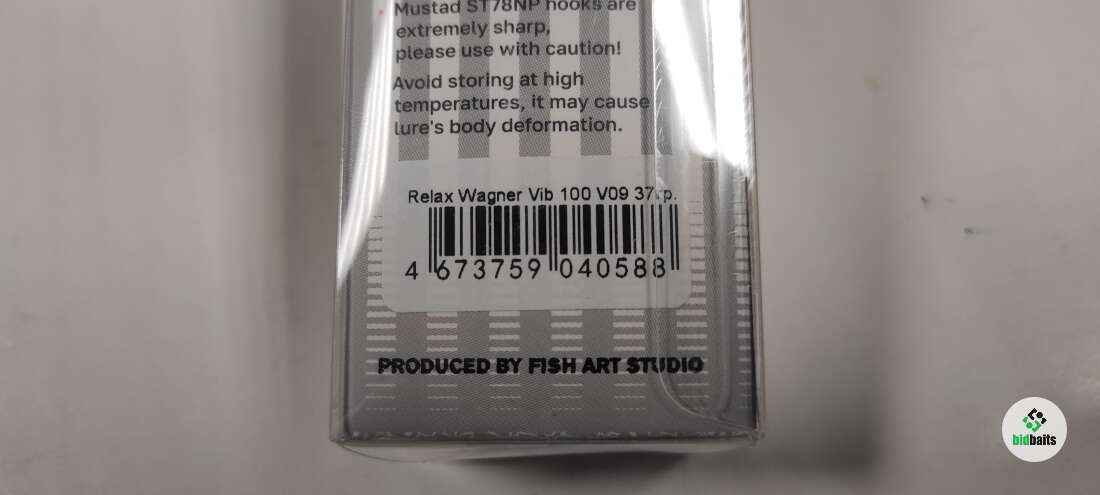 Mustad ST78NP hooks are
extremely sharp,
please use with caution!
Avoid storing at high
temperatures, it may cause
lure's body deformation.
Relax Wagner Vib 100 V09 37гр.
4 673759 040588
PRODUCED BY FISH ART STUDIO
bidbaits